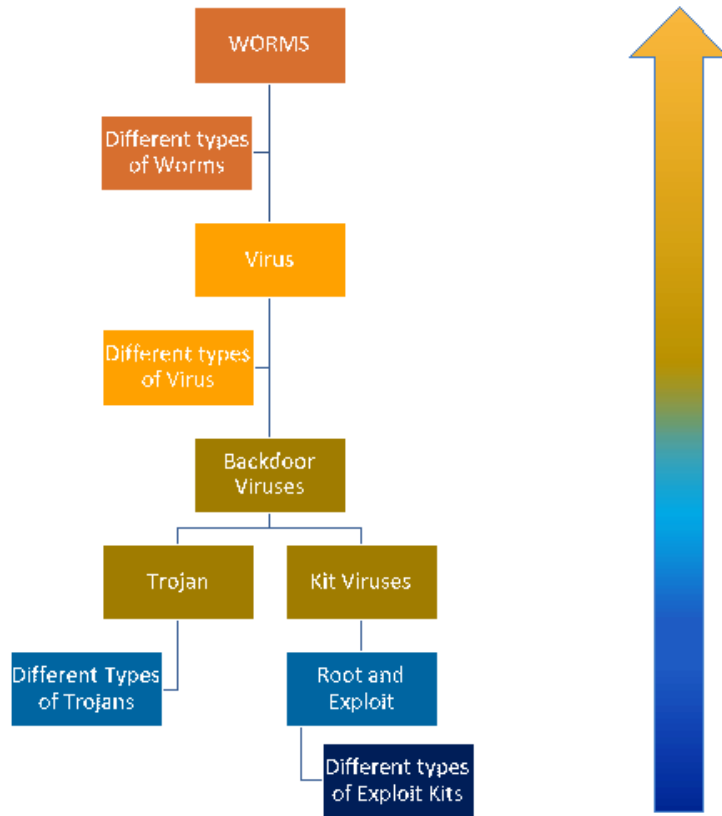 WORMS
Different types
of Worms
Virus
Different types
of Virus
Backdoor
Viruses
Trojan
Kit Viruses
Different Types
of Trojans
Root and
Exploit
Different types
of Exploit Kits